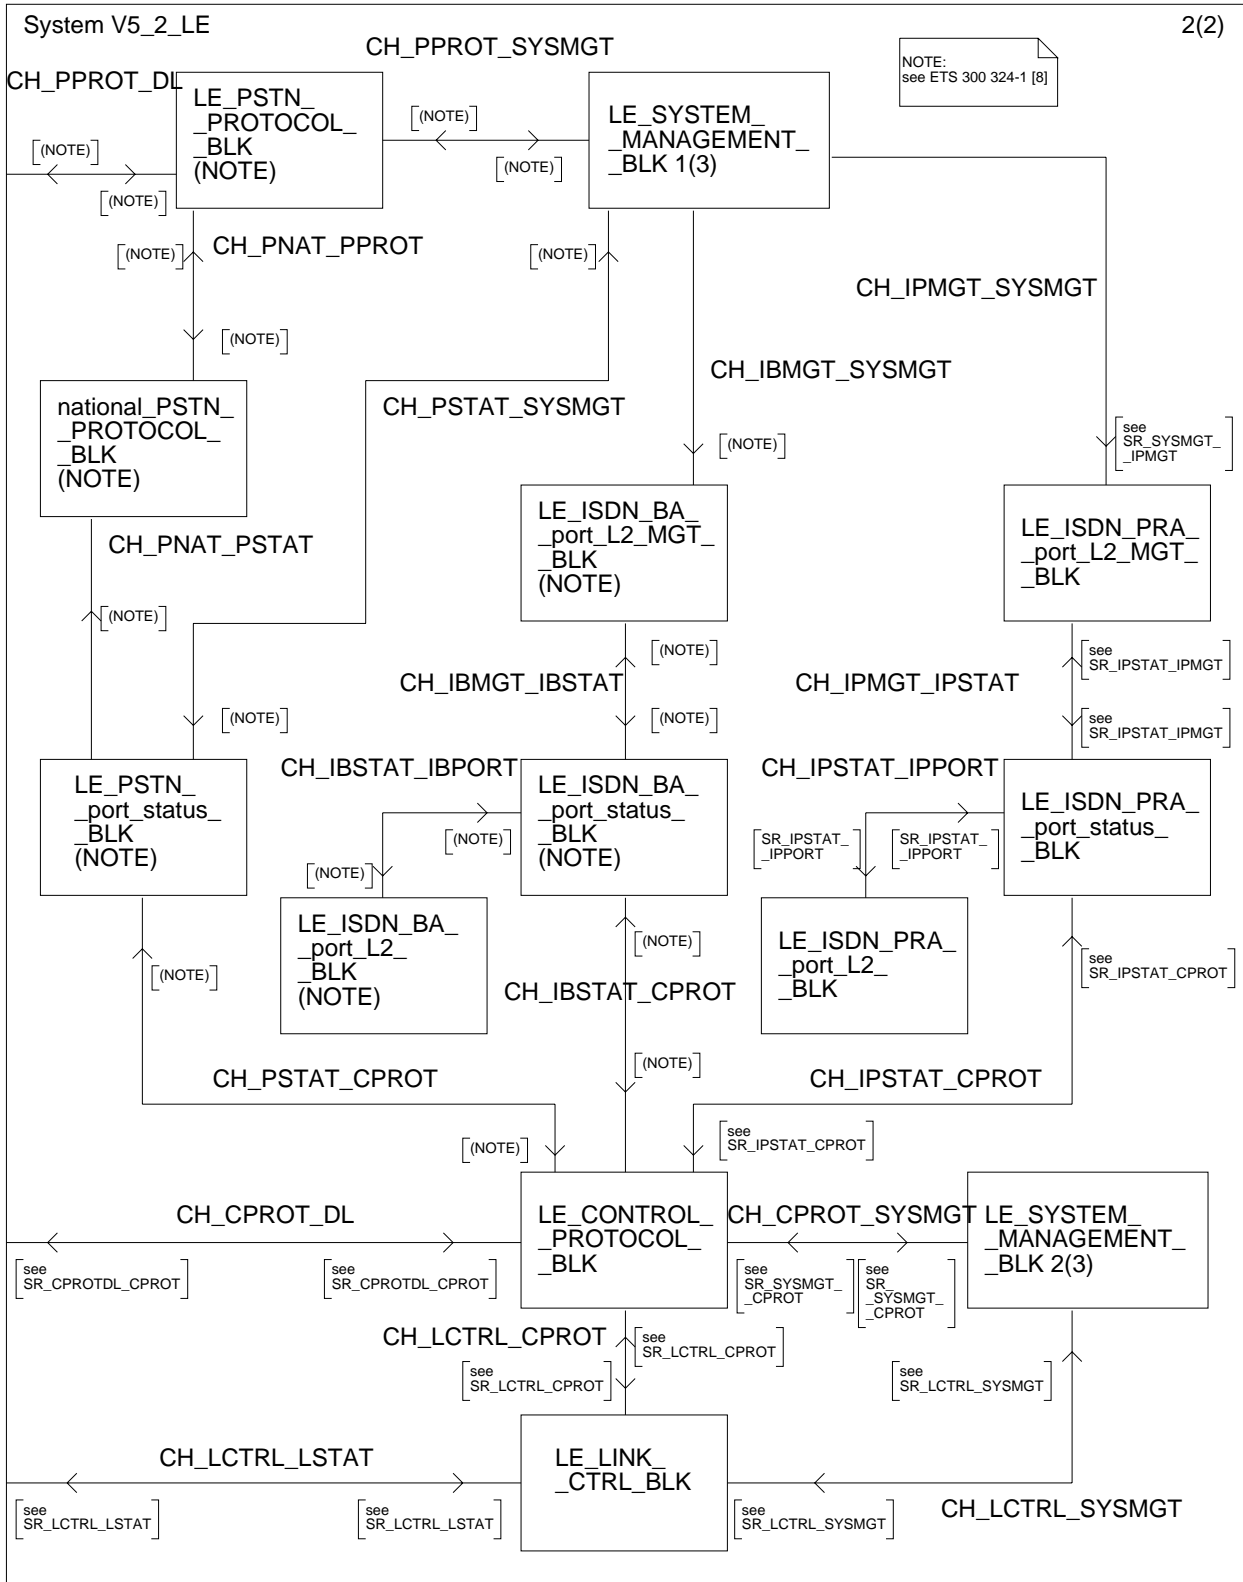 System V5_2_LE
2(2)
CH_PPROT_SYSMGT
NOTE:
see ETS 300 324-1 [8]
CH_PPROT_DL
LE_PSTN_
_PROTOCOL_
_BLK
(NOTE)
LE_SYSTEM_
_MANAGEMENT_
_BLK 1(3)
(NOTE)
(NOTE)
(NOTE)
(NOTE)
(NOTE)
CH_PNAT_PPROT
(NOTE)
CH_IPMGT_SYSMGT
(NOTE)
CH_IBMGT_SYSMGT
national_PSTN_
_PROTOCOL_
_BLK
(NOTE)
CH_PSTAT_SYSMGT
(NOTE)
see
SR_SYSMGT_
_IPMGT
CH_PNAT_PSTAT
LE_ISDN_BA_
_port_L2_MGT_
_BLK
(NOTE)
LE_ISDN_PRA_
_port_L2_MGT_
_BLK
(NOTE)
(NOTE)
see
SR_IPSTAT_IPMGT
CH_IBMGT_IBSTAT
CH_IPMGT_IPSTAT
(NOTE)
(NOTE)
see
SR_IPSTAT_IPMGT
CH_IBSTAT_IBPORT
CH_IPSTAT_IPPORT
LE_PSTN_
_port_status_
_BLK
(NOTE)
LE_ISDN_BA_
_port_status_
_BLK
(NOTE)
LE_ISDN_PRA_
_port_status_
_BLK
(NOTE)
(NOTE)
SR_IPSTAT_
_IPPORT
SR_IPSTAT_
_IPPORT
LE_ISDN_BA_
_port_L2_
_BLK
(NOTE)
LE_ISDN_PRA_
_port_L2_
_BLK
(NOTE)
(NOTE)
see
SR_IPSTAT_CPROT
CH_IBSTAT_CPROT
(NOTE)
CH_PSTAT_CPROT
CH_IPSTAT_CPROT
(NOTE)
see
SR_IPSTAT_CPROT
CH_CPROT_DL
LE_CONTROL_
_PROTOCOL_
_BLK
CH_CPROT_SYSMGT
LE_SYSTEM_
_MANAGEMENT_
_BLK 2(3)
see
SR_CPROTDL_CPROT
see
SR_CPROTDL_CPROT
see
SR_SYSMGT_
_CPROT
see
SR_
_SYSMGT_
_CPROT
CH_LCTRL_CPROT
see
SR_LCTRL_CPROT
see
SR_LCTRL_CPROT
see
SR_LCTRL_SYSMGT
CH_LCTRL_LSTAT
LE_LINK_
_CTRL_BLK
CH_LCTRL_SYSMGT
see
SR_LCTRL_LSTAT
see
SR_LCTRL_LSTAT
see
SR_LCTRL_SYSMGT